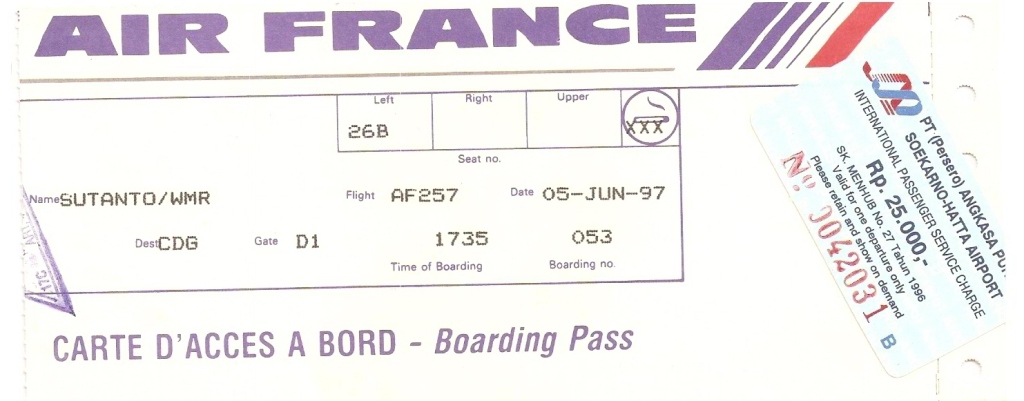 AIR FRANCE
Left Right Upper
26B XXX
Seat no.
Name SUTANTO/WMR Flight AF257 Date 05-JUN-97
Dest CDG Gate D1 1735 053
Time of Boarding Boarding no.
CARTE D'ACCES A BORD - Boarding Pass
PT (Persero) ANGKASA PU
SOEKARNO-HATTA AIRPORT
INTERNATIONAL PASSENGER SERVICE CHARGE
Rp. 25.000,-
SK. MENHUB No. 27 Tahun 1996
Valid for one departure only
Please retain and show on demand
Nº 0042031 B